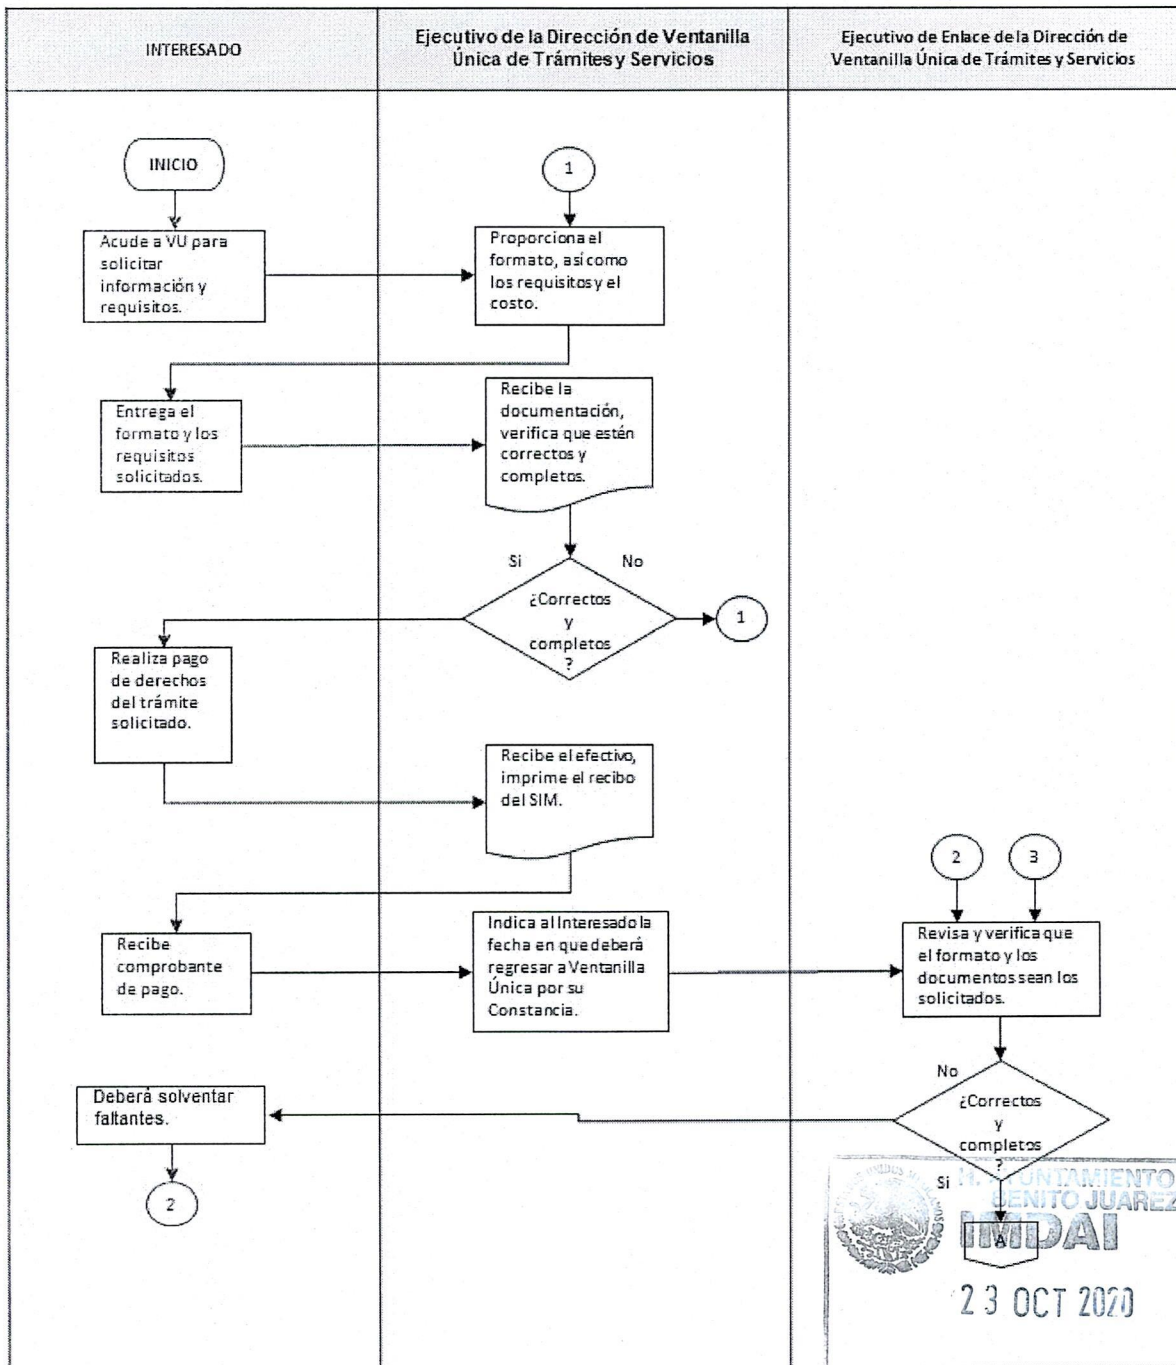 INTERESADO
Ejecutivo de la Dirección de Ventanilla
Única de Trámites y Servicios
Ejecutivo de Enlace de la Dirección de
Ventanilla Única de Trámites y Servicios
INICIO
1
Acude a VU para
solicitar
información y
requisitos.
Proporciona el
formato, así como
los requisitos y el
costo.
Entrega el
formato y los
requisitos
solicitados.
Recibe la
documentación,
verifica que estén
correctos y
completos.
Si
No
¿Correctos
y
completos
?
1
Realiza pago
de derechos
del trámite
solicitado.
Recibe el efectivo,
imprime el recibo
del SIM.
2
3
Recibe
comprobante
de pago.
Indica al Interesado la
fecha en que deberá
regresar a Ventanilla
Única por su
Constancia.
Revisa y verifica que
el formato y los
documentos sean los
solicitados.
No
¿Correctos
y
completos
?
Deberá solventar
faltantes.
2
Si
A
H. AYUNTAMIENTO
BENITO JUAREZ
IMDAI
23 OCT 2020